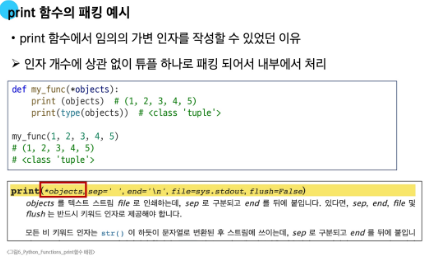 print 함수의 패킹 예시
• print 함수에서 임의의 가변 인자를 작성할 수 있었던 이유
➢ 인자 개수에 상관 없이 튜플 하나로 패킹 되어서 내부에서 처리
def my_func(*objects):
    print (objects)  # (1, 2, 3, 4, 5)
    print(type(objects))  # <class 'tuple'>
my_func(1, 2, 3, 4, 5)
# (1, 2, 3, 4, 5)
# <class 'tuple'>
print(*objects, sep=' ', end='\n', file=sys.stdout, flush=False)
objects 를 텍스트 스트림 file 로 인쇄하는데, sep 로 구분되고 end 를 뒤에 붙입니다. 있다면, sep, end, file 및
flush 는 반드시 키워드 인자로 제공해야 합니다.
모든 비 키워드 인자는 str() 이 하듯이 문자열로 변환된 후 스트림에 쓰이는데, sep 로 구분되고 end 를 뒤에 붙입니